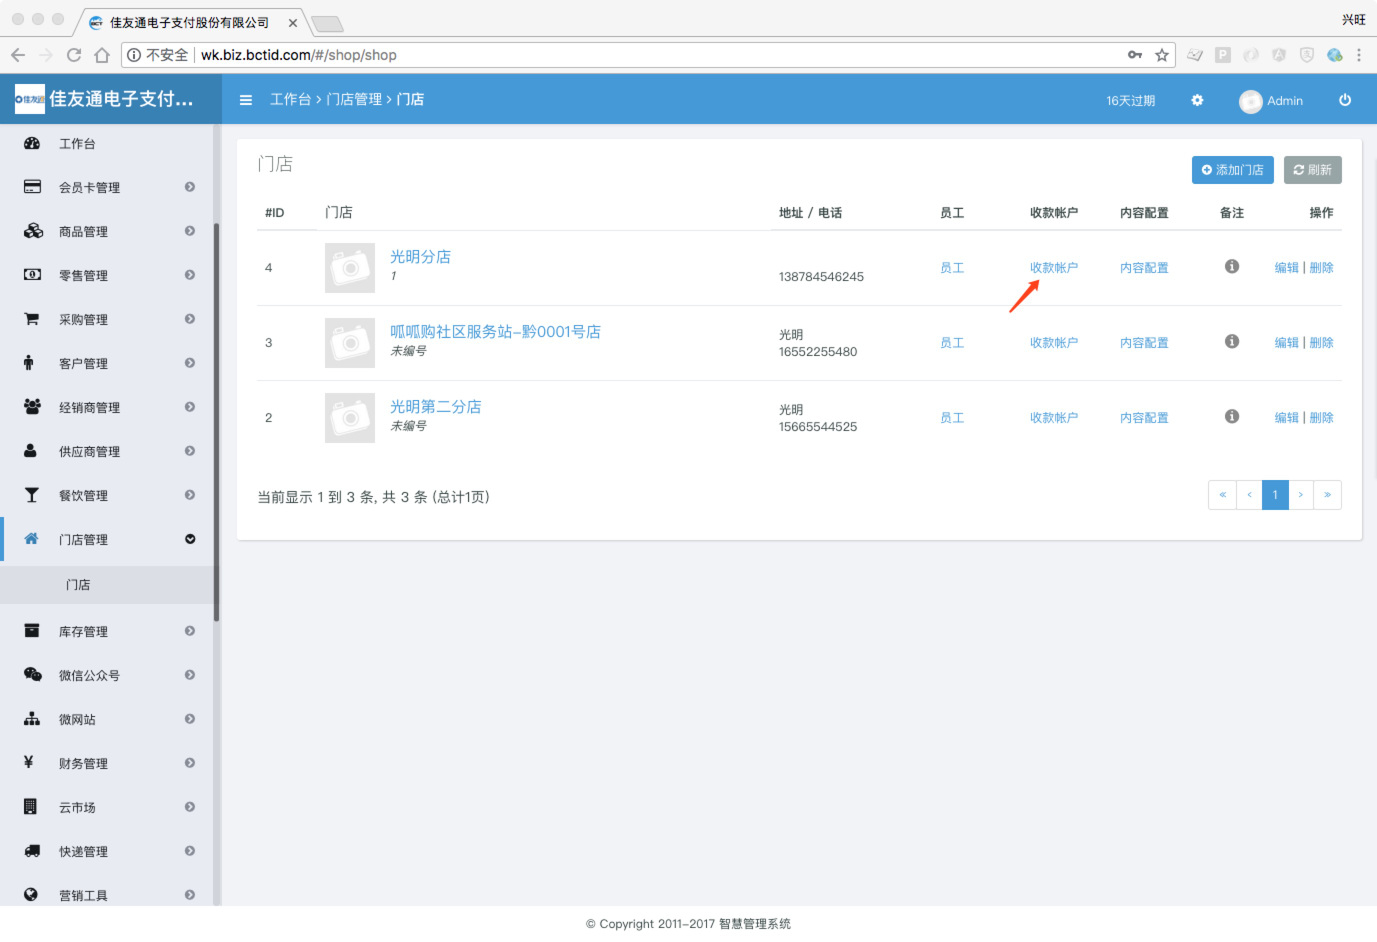 佳友通电子支付股份有限公司
兴旺
不安全 wk.biz.bctid.com/#/shop/shop
佳友通电子支付...
工作台 › 门店管理 › 门店
16天过期
Admin
工作台
会员卡管理
商品管理
零售管理
采购管理
客户管理
经销商管理
供应商管理
餐饮管理
门店管理
门店
库存管理
微信公众号
微网站
财务管理
云市场
快递管理
营销工具
门店
添加门店
刷新
#ID 门店 地址 / 电话 员工 收款帐户 内容配置 备注 操作
4 光明分店 138784546245 员工 收款帐户 内容配置 编辑 | 删除
1
3 呱呱购社区服务站-黔0001号店 光明 员工 收款帐户 内容配置 编辑 | 删除
未编号 16552255480
2 光明第二分店 光明 员工 收款帐户 内容配置 编辑 | 删除
未编号 15665544525
当前显示 1 到 3 条, 共 3 条 (总计1页)
« ‹ 1 › »
© Copyright 2011-2017 智慧管理系统